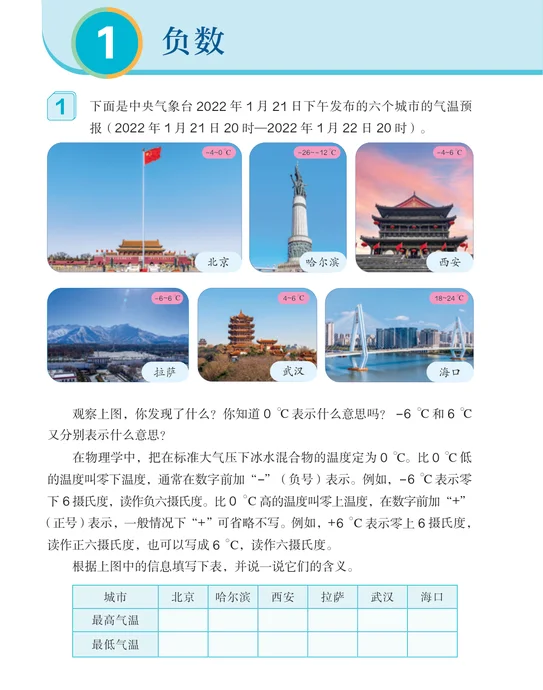 1 负数
1 下面是中央气象台 2022 年 1 月 21 日下午发布的六个城市的气温预
报（2022 年 1 月 21 日 20 时—2022 年 1 月 22 日 20 时）。
-4~0 ℃
北京
-26~-12 ℃
哈尔滨
-4~6 ℃
西安
-6~6 ℃
拉萨
4~6 ℃
武汉
18~24 ℃
海口
观察上图，你发现了什么？你知道 0 ℃表示什么意思吗？ -6 ℃和 6 ℃
又分别表示什么意思？
在物理学中，把在标准大气压下冰水混合物的温度定为 0 ℃。比 0 ℃低
的温度叫零下温度，通常在数字前加“-”（负号）表示。例如，-6 ℃表示零
下 6 摄氏度，读作负六摄氏度。比 0 ℃高的温度叫零上温度，在数字前加“+”
（正号）表示，一般情况下“+”可省略不写。例如，+6 ℃表示零上 6 摄氏度，
读作正六摄氏度，也可以写成 6 ℃，读作六摄氏度。
根据上图中的信息填写下表，并说一说它们的含义。
城市 北京 哈尔滨 西安 拉萨 武汉 海口
最高气温
最低气温